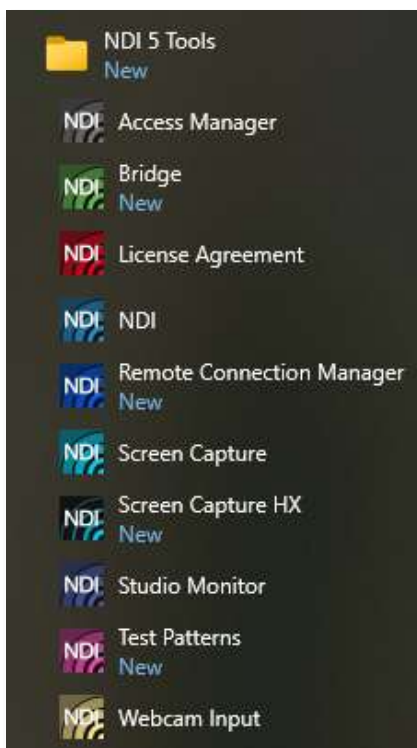 NDI 5 Tools
New
NDI Access Manager
NDI Bridge
New
NDI License Agreement
NDI NDI
NDI Remote Connection Manager
New
NDI Screen Capture
NDI Screen Capture HX
New
NDI Studio Monitor
NDI Test Patterns
New
NDI Webcam Input